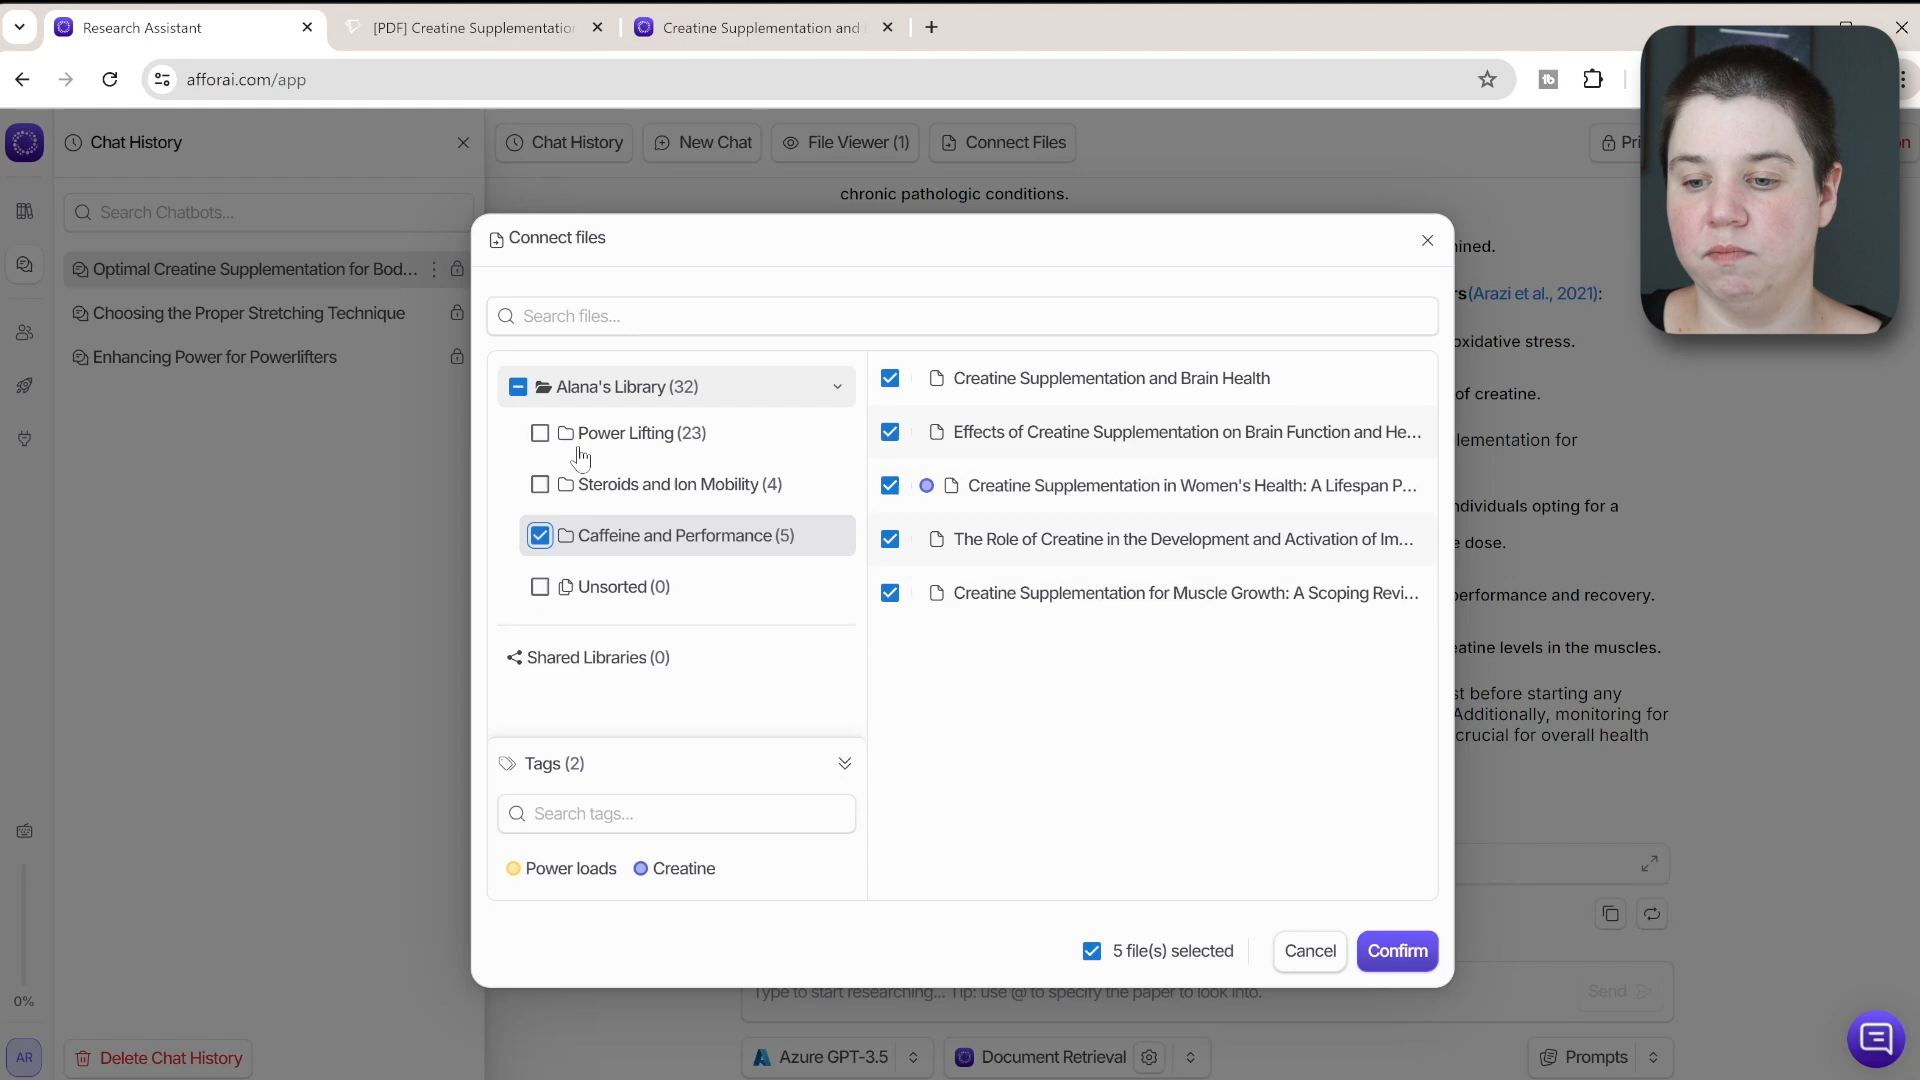 Research Assistant
[PDF] Creatine Supplementation
Creatine Supplementation and
afforai.com/app
Chat History
Chat History
New Chat
File Viewer (1)
Connect Files
Pri
on
Search Chatbots...
chronic pathologic conditions.
Optimal Creatine Supplementation for Bod...
Choosing the Proper Stretching Technique
Enhancing Power for Powerlifters
Connect files
ined.
s(Arazi et al., 2021):
Search files...
oxidative stress.
Alana's Library (32)
Creatine Supplementation and Brain Health
of creatine.
Power Lifting (23)
Effects of Creatine Supplementation on Brain Function and He...
lementation for
Steroids and Ion Mobility (4)
Creatine Supplementation in Women's Health: A Lifespan P...
dividuals opting for a
Caffeine and Performance (5)
The Role of Creatine in the Development and Activation of Im...
e dose.
Unsorted (0)
Creatine Supplementation for Muscle Growth: A Scoping Revi...
performance and recovery.
Shared Libraries (0)
eatine levels in the muscles.
st before starting any
Additionally, monitoring for
crucial for overall health
Tags (2)
Search tags...
Power loads
Creatine
5 file(s) selected
Cancel
Confirm
Type to start researching... Tip: use @ to specify the paper to look into.
Send
0%
AR
Delete Chat History
Azure GPT-3.5
Document Retrieval
Prompts